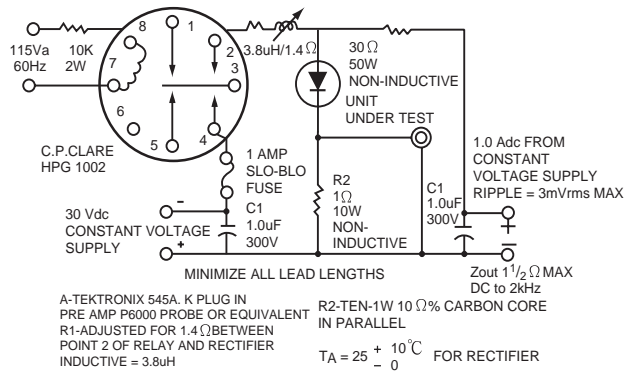 115Va
60Hz
10K
2W
8
1
2
7
3
6
5
4
3.8uH/1.4 Ω
30 Ω
50W
NON-INDUCTIVE
UNIT
UNDER TEST
C.P.CLARE
HPG 1002
1 AMP
SLO-BLO
FUSE
R2
1Ω
10W
NON-
INDUCTIVE
1.0 Adc FROM
CONSTANT
VOLTAGE SUPPLY
RIPPLE = 3mVrms MAX
C1
1.0uF
300V
+
–
30 Vdc
CONSTANT VOLTAGE
SUPPLY
–
+
C1
1.0uF
300V
MINIMIZE ALL LEAD LENGTHS
Zout 1 1/2 Ω MAX
DC to 2kHz
A-TEKTRONIX 545A. K PLUG IN
PRE AMP P6000 PROBE OR EQUIVALENT
R1-ADJUSTED FOR 1.4 Ω BETWEEN
POINT 2 OF RELAY AND RECTIFIER
INDUCTIVE = 3.8uH
R2-TEN-1W 10 Ω% CARBON CORE
IN PARALLEL
TA = 25 + 10°C FOR RECTIFIER
– 0